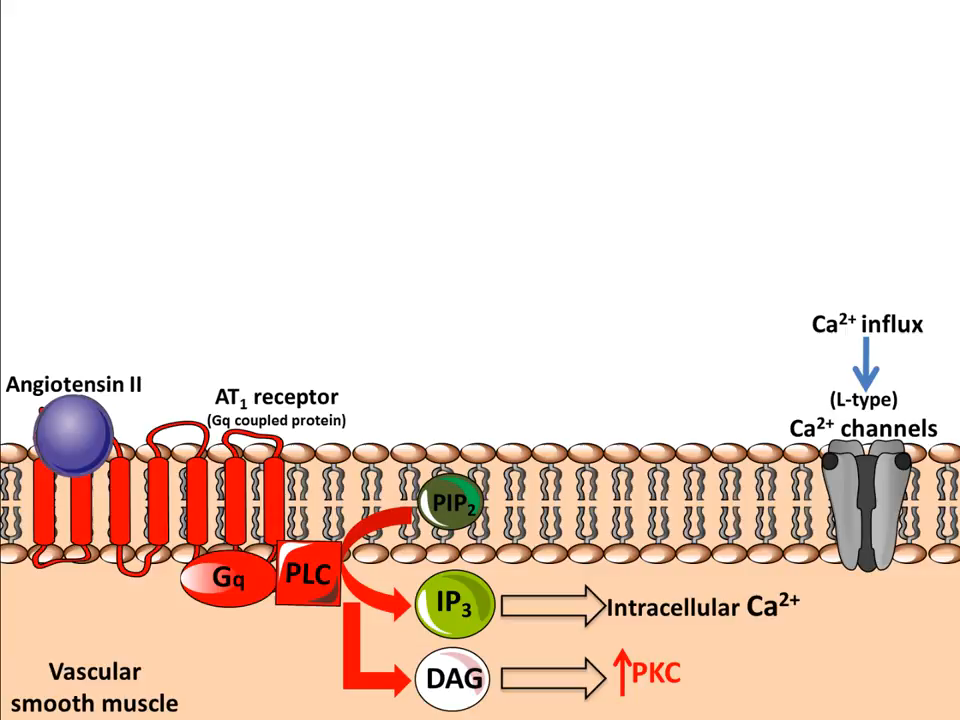 Ca²⁺ influx
Angiotensin II
AT₁ receptor
(Gq coupled protein)
(L-type)
Ca²⁺ channels
PIP₂
Gq
PLC
IP₃
Intracellular Ca²⁺
DAG
↑PKC
Vascular
smooth muscle